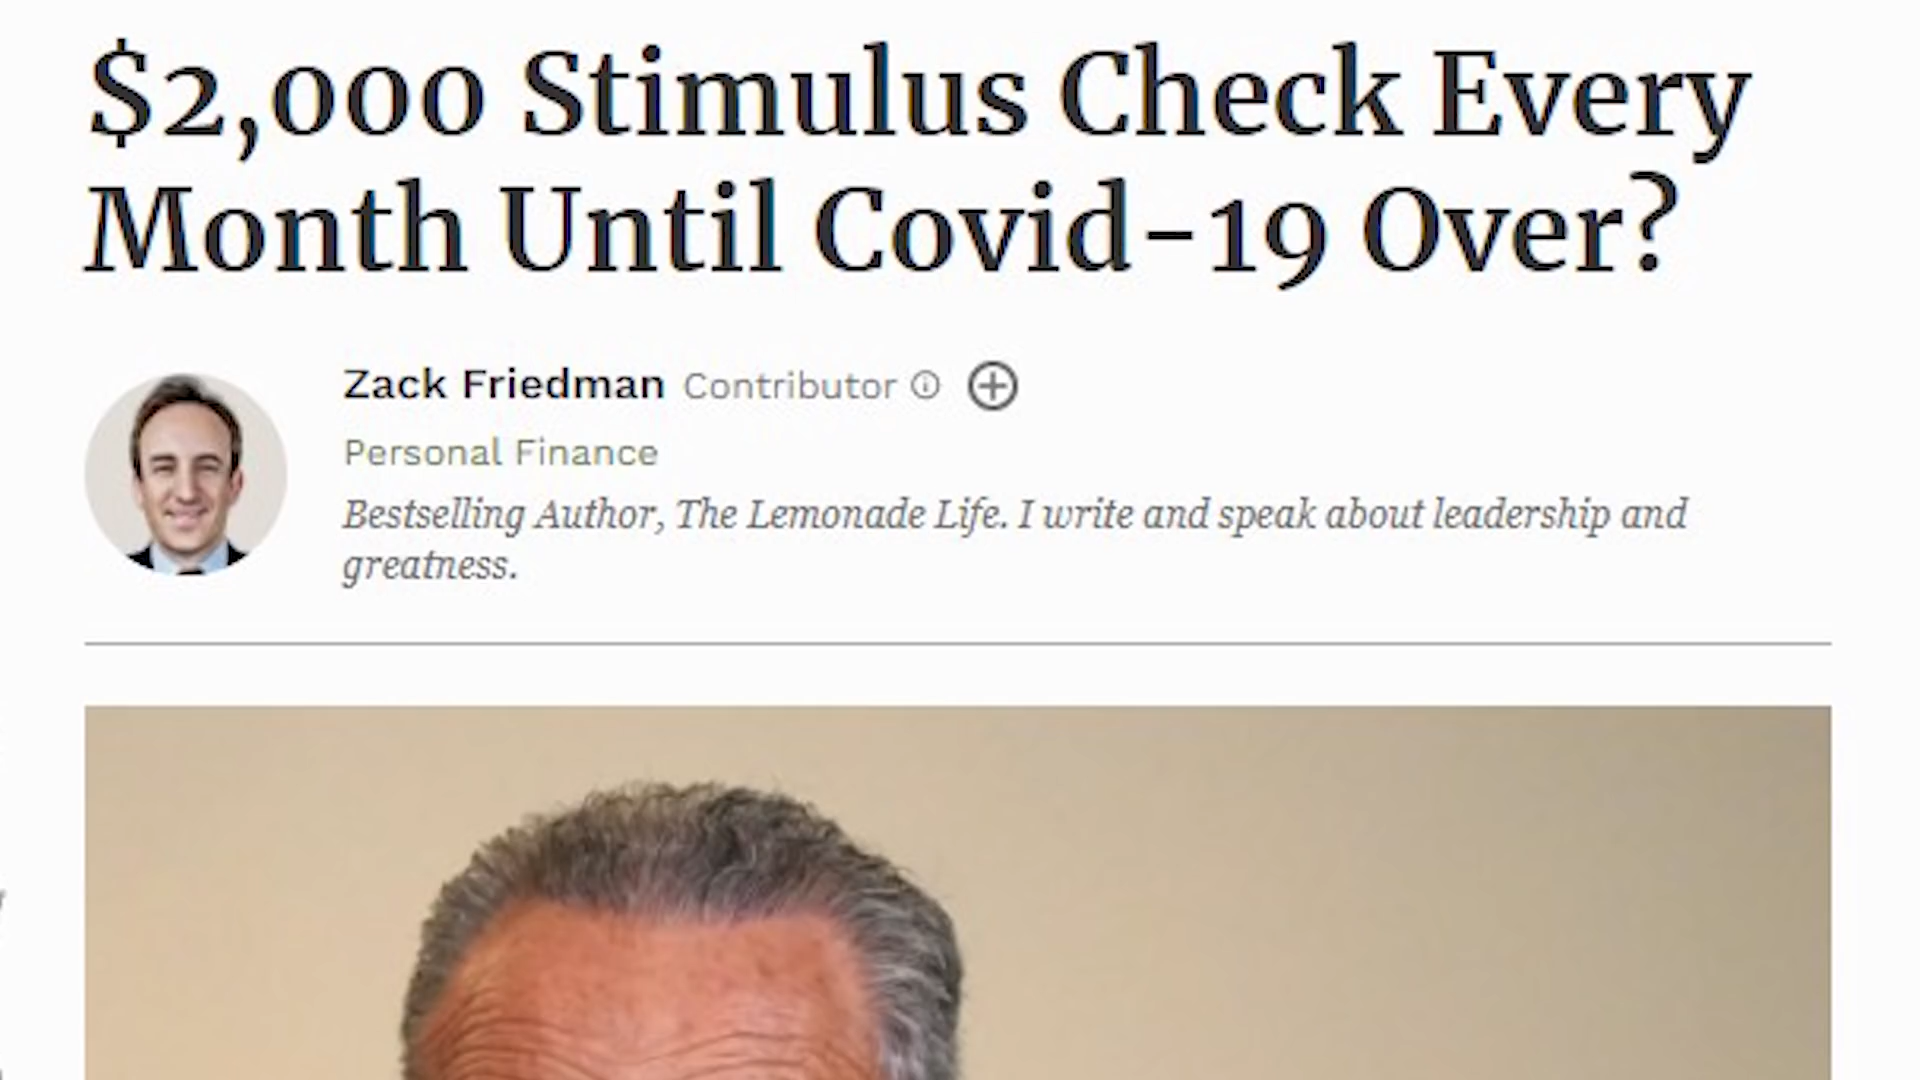 $2,000 Stimulus Check Every
Month Until Covid-19 Over?
Zack Friedman Contributor
Personal Finance
Bestselling Author, The Lemonade Life. I write and speak about leadership and
greatness.